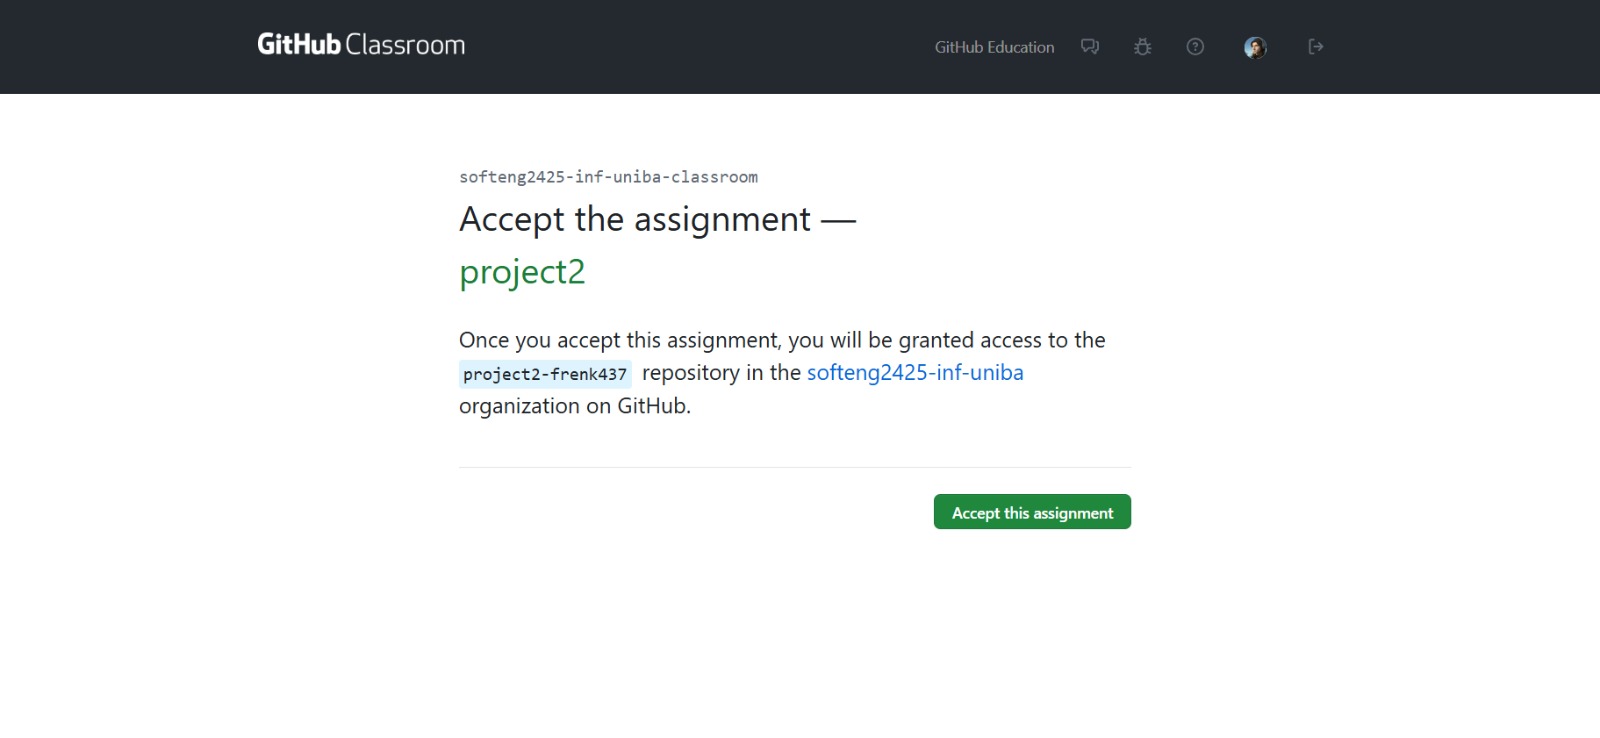 GitHub Classroom
GitHub Education
softeng2425-inf-uniba-classroom
Accept the assignment —
project2
Once you accept this assignment, you will be granted access to the
project2-frenk437 repository in the softeng2425-inf-uniba
organization on GitHub.
Accept this assignment